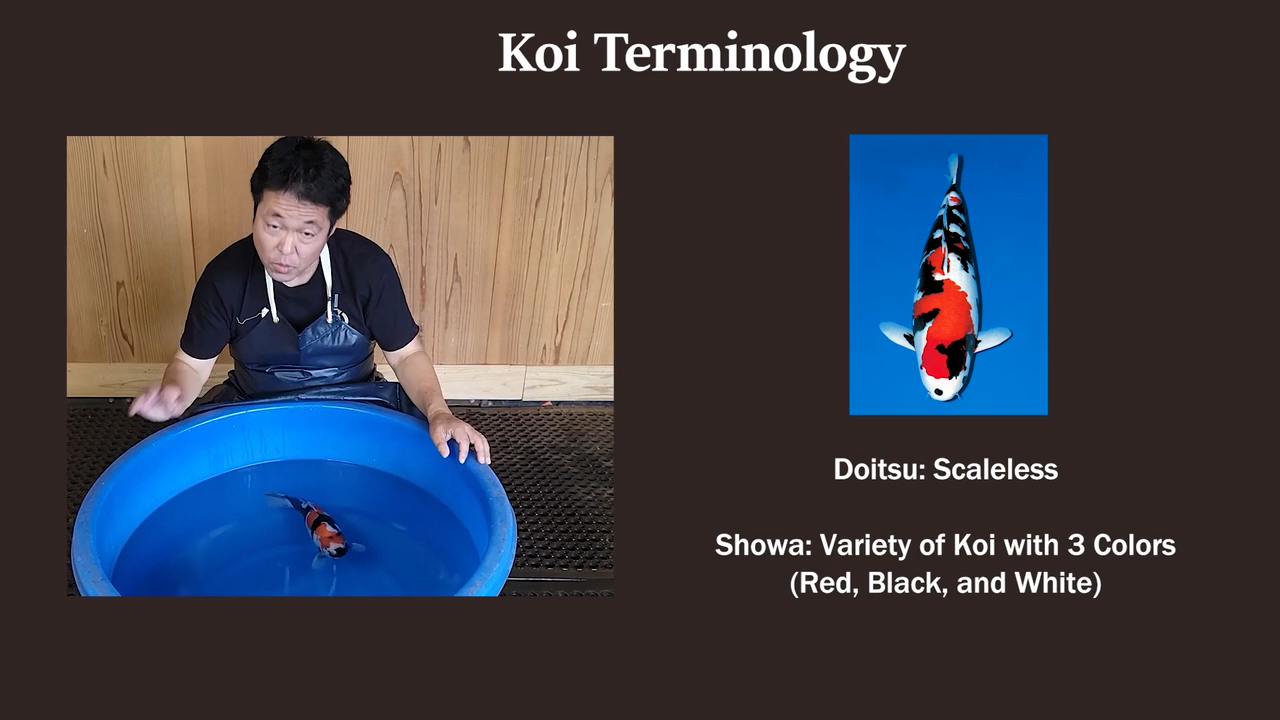 Koi Terminology
Doitsu: Scaleless
Showa: Variety of Koi with 3 Colors
(Red, Black, and White)